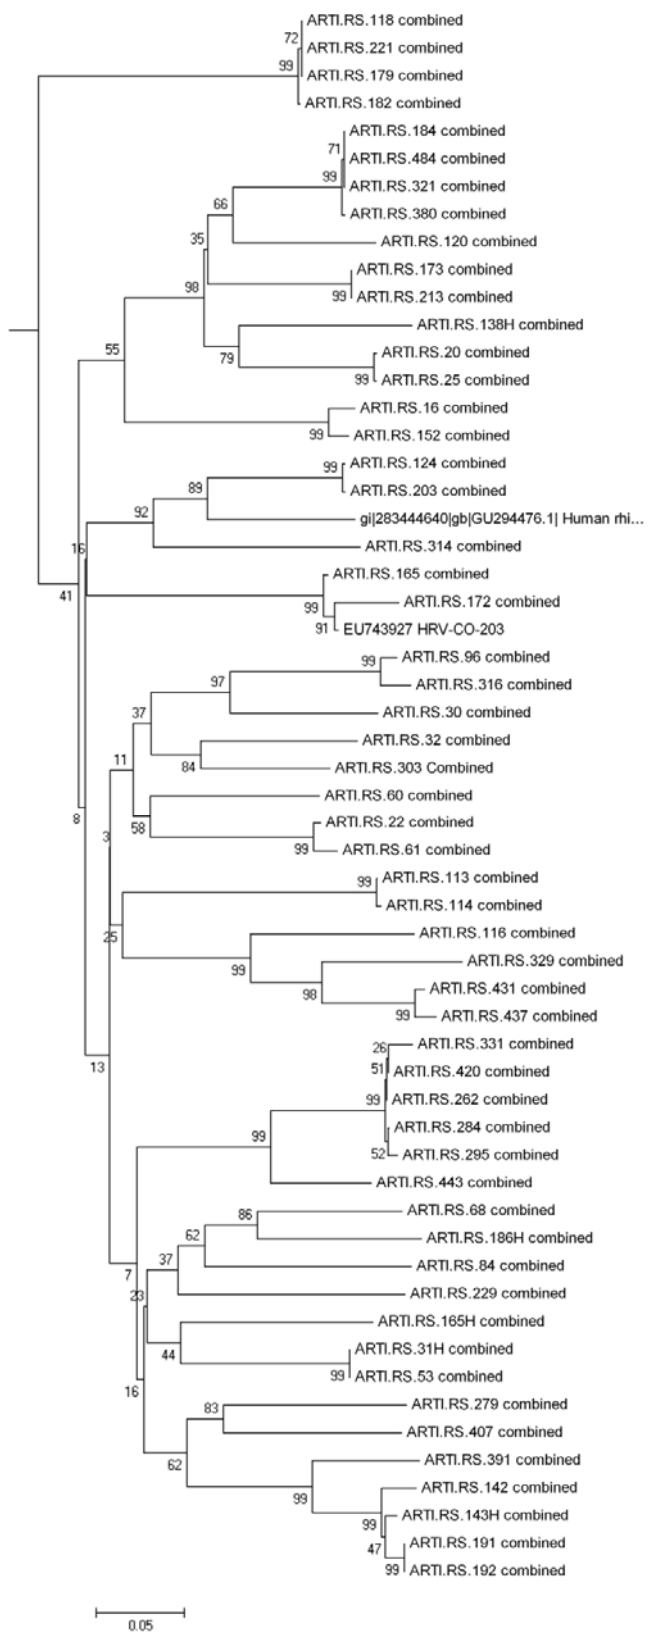 ARTI.RS.118 combined
72
ARTI.RS.221 combined
99
ARTI.RS.179 combined
ARTI.RS.182 combined
ARTI.RS.184 combined
71
ARTI.RS.484 combined
99
ARTI.RS.321 combined
66
ARTI.RS.380 combined
35
ARTI.RS.120 combined
ARTI.RS.173 combined
98
99
ARTI.RS.213 combined
ARTI.RS.138H combined
55
79
ARTI.RS.20 combined
99
ARTI.RS.25 combined
ARTI.RS.16 combined
99
ARTI.RS.152 combined
99
ARTI.RS.124 combined
89
ARTI.RS.203 combined
92
gi|283444640|gb|GU294476.1| Human rhi...
16
ARTI.RS.314 combined
ARTI.RS.165 combined
41
99
ARTI.RS.172 combined
91
EU743927 HRV-CO-203
99
ARTI.RS.96 combined
97
ARTI.RS.316 combined
37
ARTI.RS.30 combined
ARTI.RS.32 combined
11
84
ARTI.RS.303 Combined
ARTI.RS.60 combined
8
58
ARTI.RS.22 combined
3
99
ARTI.RS.61 combined
99
ARTI.RS.113 combined
ARTI.RS.114 combined
25
ARTI.RS.116 combined
99
ARTI.RS.329 combined
98
ARTI.RS.431 combined
99
ARTI.RS.437 combined
26
ARTI.RS.331 combined
13
51
ARTI.RS.420 combined
99
ARTI.RS.262 combined
99
ARTI.RS.284 combined
52
ARTI.RS.295 combined
ARTI.RS.443 combined
86
ARTI.RS.68 combined
62
ARTI.RS.186H combined
37
ARTI.RS.84 combined
7
23
ARTI.RS.229 combined
ARTI.RS.165H combined
44
ARTI.RS.31H combined
99
ARTI.RS.53 combined
16
83
ARTI.RS.279 combined
ARTI.RS.407 combined
62
ARTI.RS.391 combined
99
ARTI.RS.142 combined
99
ARTI.RS.143H combined
47
ARTI.RS.191 combined
99
ARTI.RS.192 combined
0.05